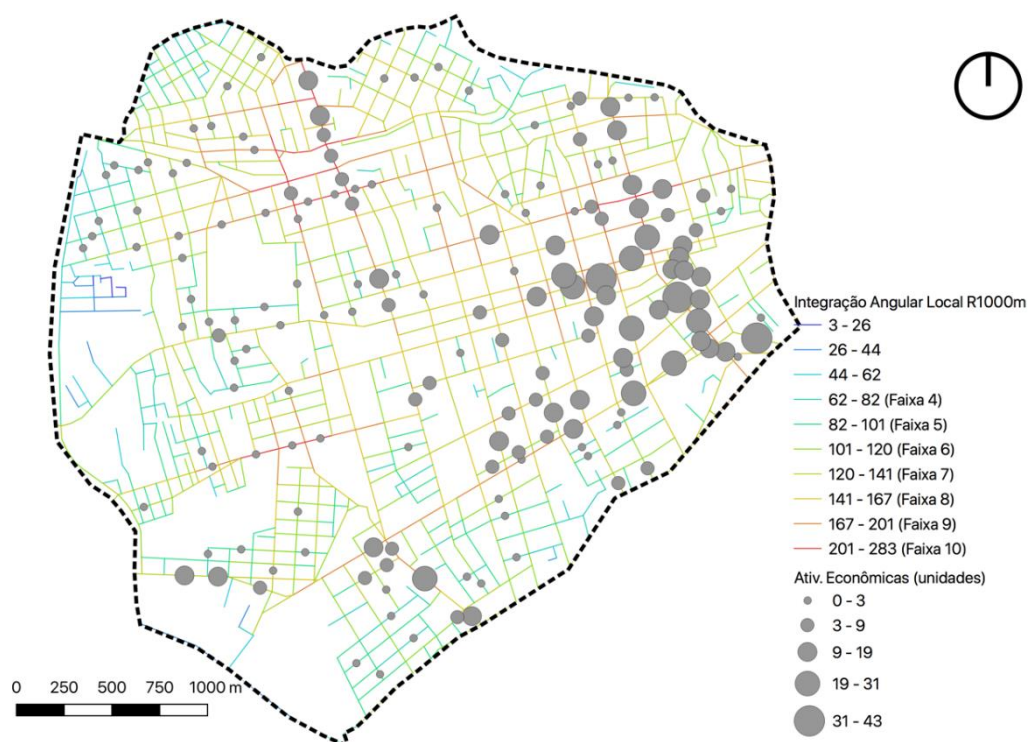 Integração Angular Local R1000m
3 - 26
26 - 44
44 - 62
62 - 82 (Faixa 4)
82 - 101 (Faixa 5)
101 - 120 (Faixa 6)
120 - 141 (Faixa 7)
141 - 167 (Faixa 8)
167 - 201 (Faixa 9)
201 - 283 (Faixa 10)
Ativ. Econômicas (unidades)
0 - 3
3 - 9
9 - 19
19 - 31
31 - 43
0 250 500 750 1000 m